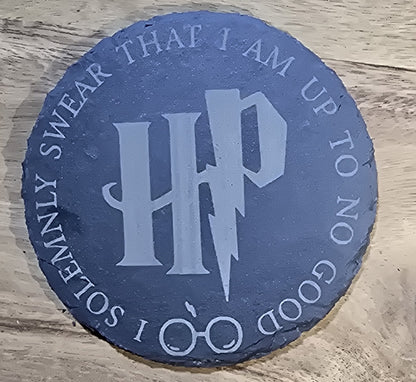 I SOLEMNLY SWEAR THAT I AM UP TO NO GOOD
HP